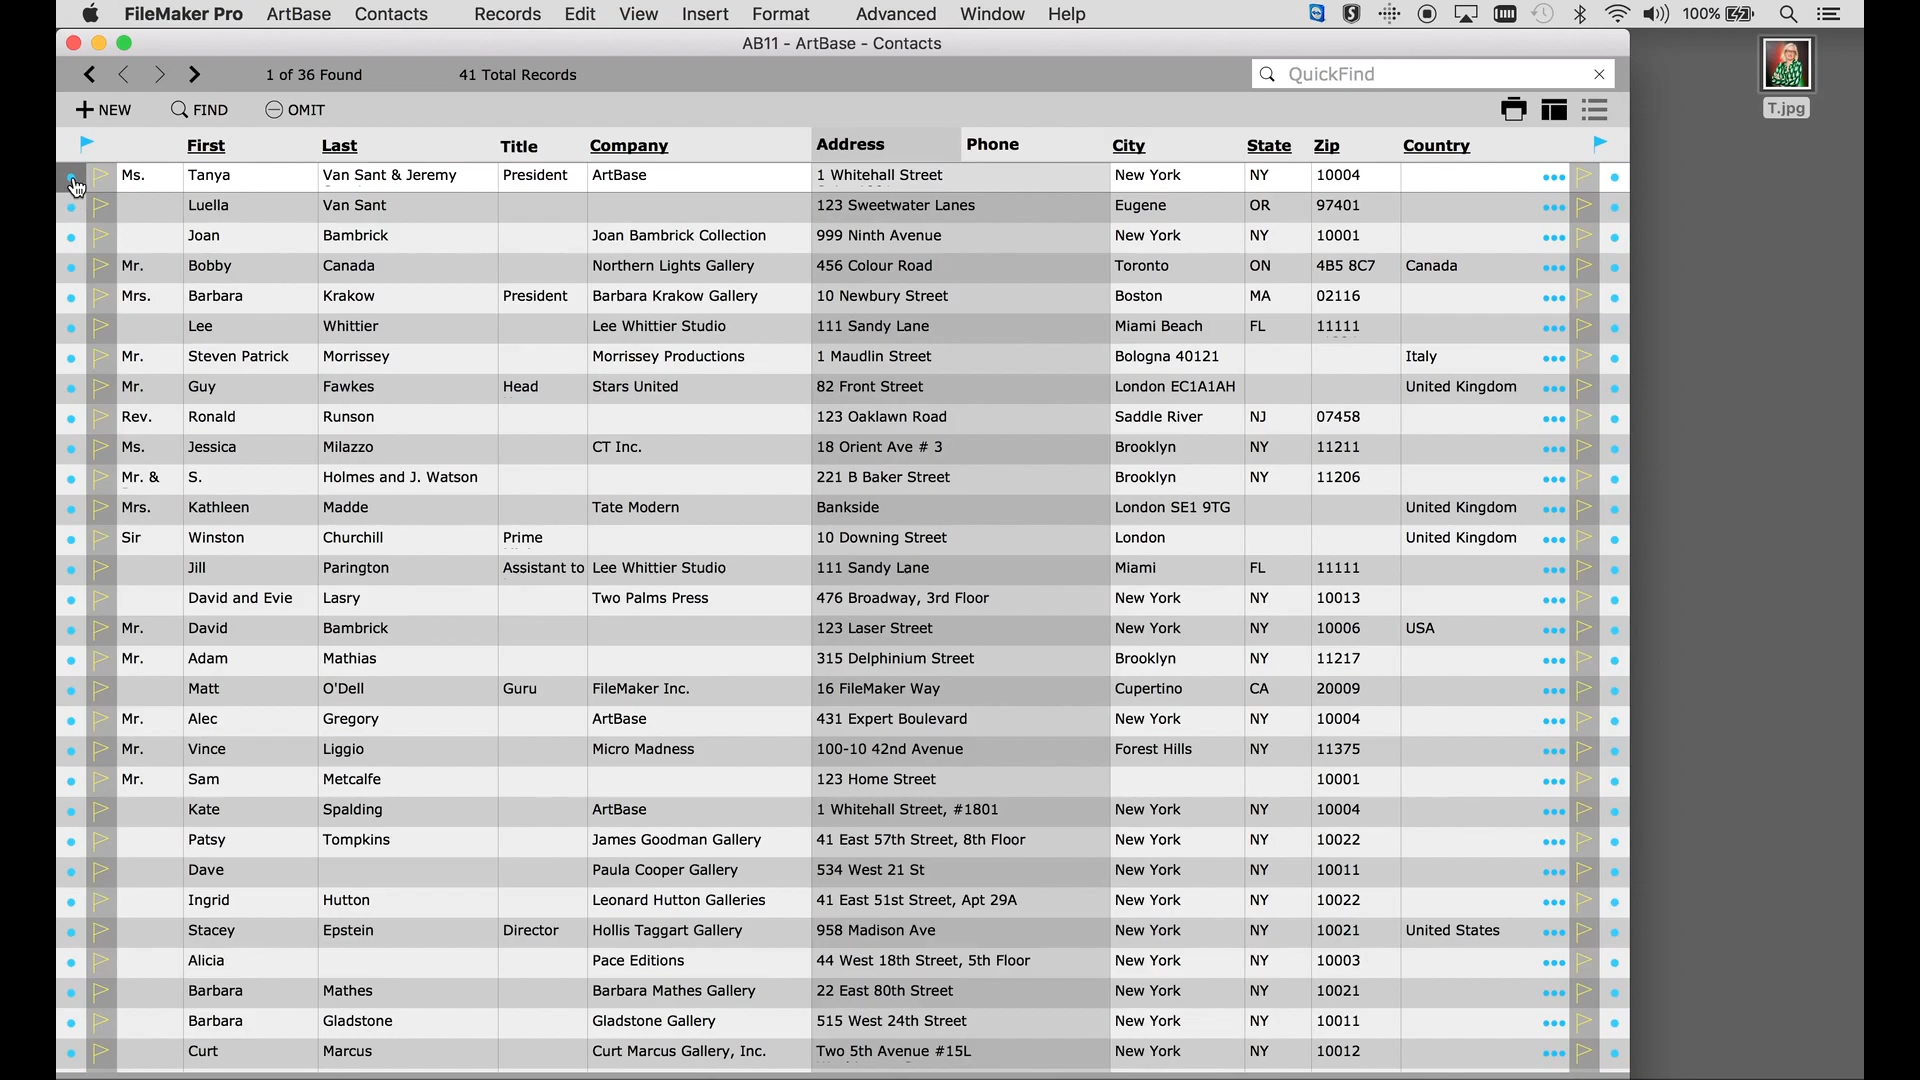 FileMaker Pro ArtBase Contacts Records Edit View Insert Format Advanced Window Help 100%
AB11 - ArtBase - Contacts
1 of 36 Found 41 Total Records QuickFind
T.jpg
NEW FIND OMIT
First Last Title Company Address Phone City State Zip Country
Ms. Tanya Van Sant & Jeremy President ArtBase 1 Whitehall Street New York NY 10004
Luella Van Sant 123 Sweetwater Lanes Eugene OR 97401
Joan Bambrick Joan Bambrick Collection 999 Ninth Avenue New York NY 10001
Mr. Bobby Canada Northern Lights Gallery 456 Colour Road Toronto ON 4B5 8C7 Canada
Mrs. Barbara Krakow President Barbara Krakow Gallery 10 Newbury Street Boston MA 02116
Lee Whittier Lee Whittier Studio 111 Sandy Lane Miami Beach FL 11111
Mr. Steven Patrick Morrissey Morrissey Productions 1 Maudlin Street Bologna 40121 Italy
Mr. Guy Fawkes Head Stars United 82 Front Street London EC1A1AH United Kingdom
Rev. Ronald Runson 123 Oaklawn Road Saddle River NJ 07458
Ms. Jessica Milazzo CT Inc. 18 Orient Ave # 3 Brooklyn NY 11211
Mr. & S. Holmes and J. Watson 221 B Baker Street Brooklyn NY 11206
Mrs. Kathleen Madde Tate Modern Bankside London SE1 9TG United Kingdom
Sir Winston Churchill Prime 10 Downing Street London United Kingdom
Jill Parington Assistant to Lee Whittier Studio 111 Sandy Lane Miami FL 11111
David and Evie Lasry Two Palms Press 476 Broadway, 3rd Floor New York NY 10013
Mr. David Bambrick 123 Laser Street New York NY 10006 USA
Mr. Adam Mathias 315 Delphinium Street Brooklyn NY 11217
Matt O'Dell Guru FileMaker Inc. 16 FileMaker Way Cupertino CA 20009
Mr. Alec Gregory ArtBase 431 Expert Boulevard New York NY 10004
Mr. Vince Liggio Micro Madness 100-10 42nd Avenue Forest Hills NY 11375
Mr. Sam Metcalfe 123 Home Street 10001
Kate Spalding ArtBase 1 Whitehall Street, #1801 New York NY 10004
Patsy Tompkins James Goodman Gallery 41 East 57th Street, 8th Floor New York NY 10022
Dave Paula Cooper Gallery 534 West 21 St New York NY 10011
Ingrid Hutton Leonard Hutton Galleries 41 East 51st Street, Apt 29A New York NY 10022
Stacey Epstein Director Hollis Taggart Gallery 958 Madison Ave New York NY 10021 United States
Alicia Pace Editions 44 West 18th Street, 5th Floor New York NY 10003
Barbara Mathes Barbara Mathes Gallery 22 East 80th Street New York NY 10021
Barbara Gladstone Gladstone Gallery 515 West 24th Street New York NY 10011
Curt Marcus Curt Marcus Gallery, Inc. Two 5th Avenue #15L New York NY 10012